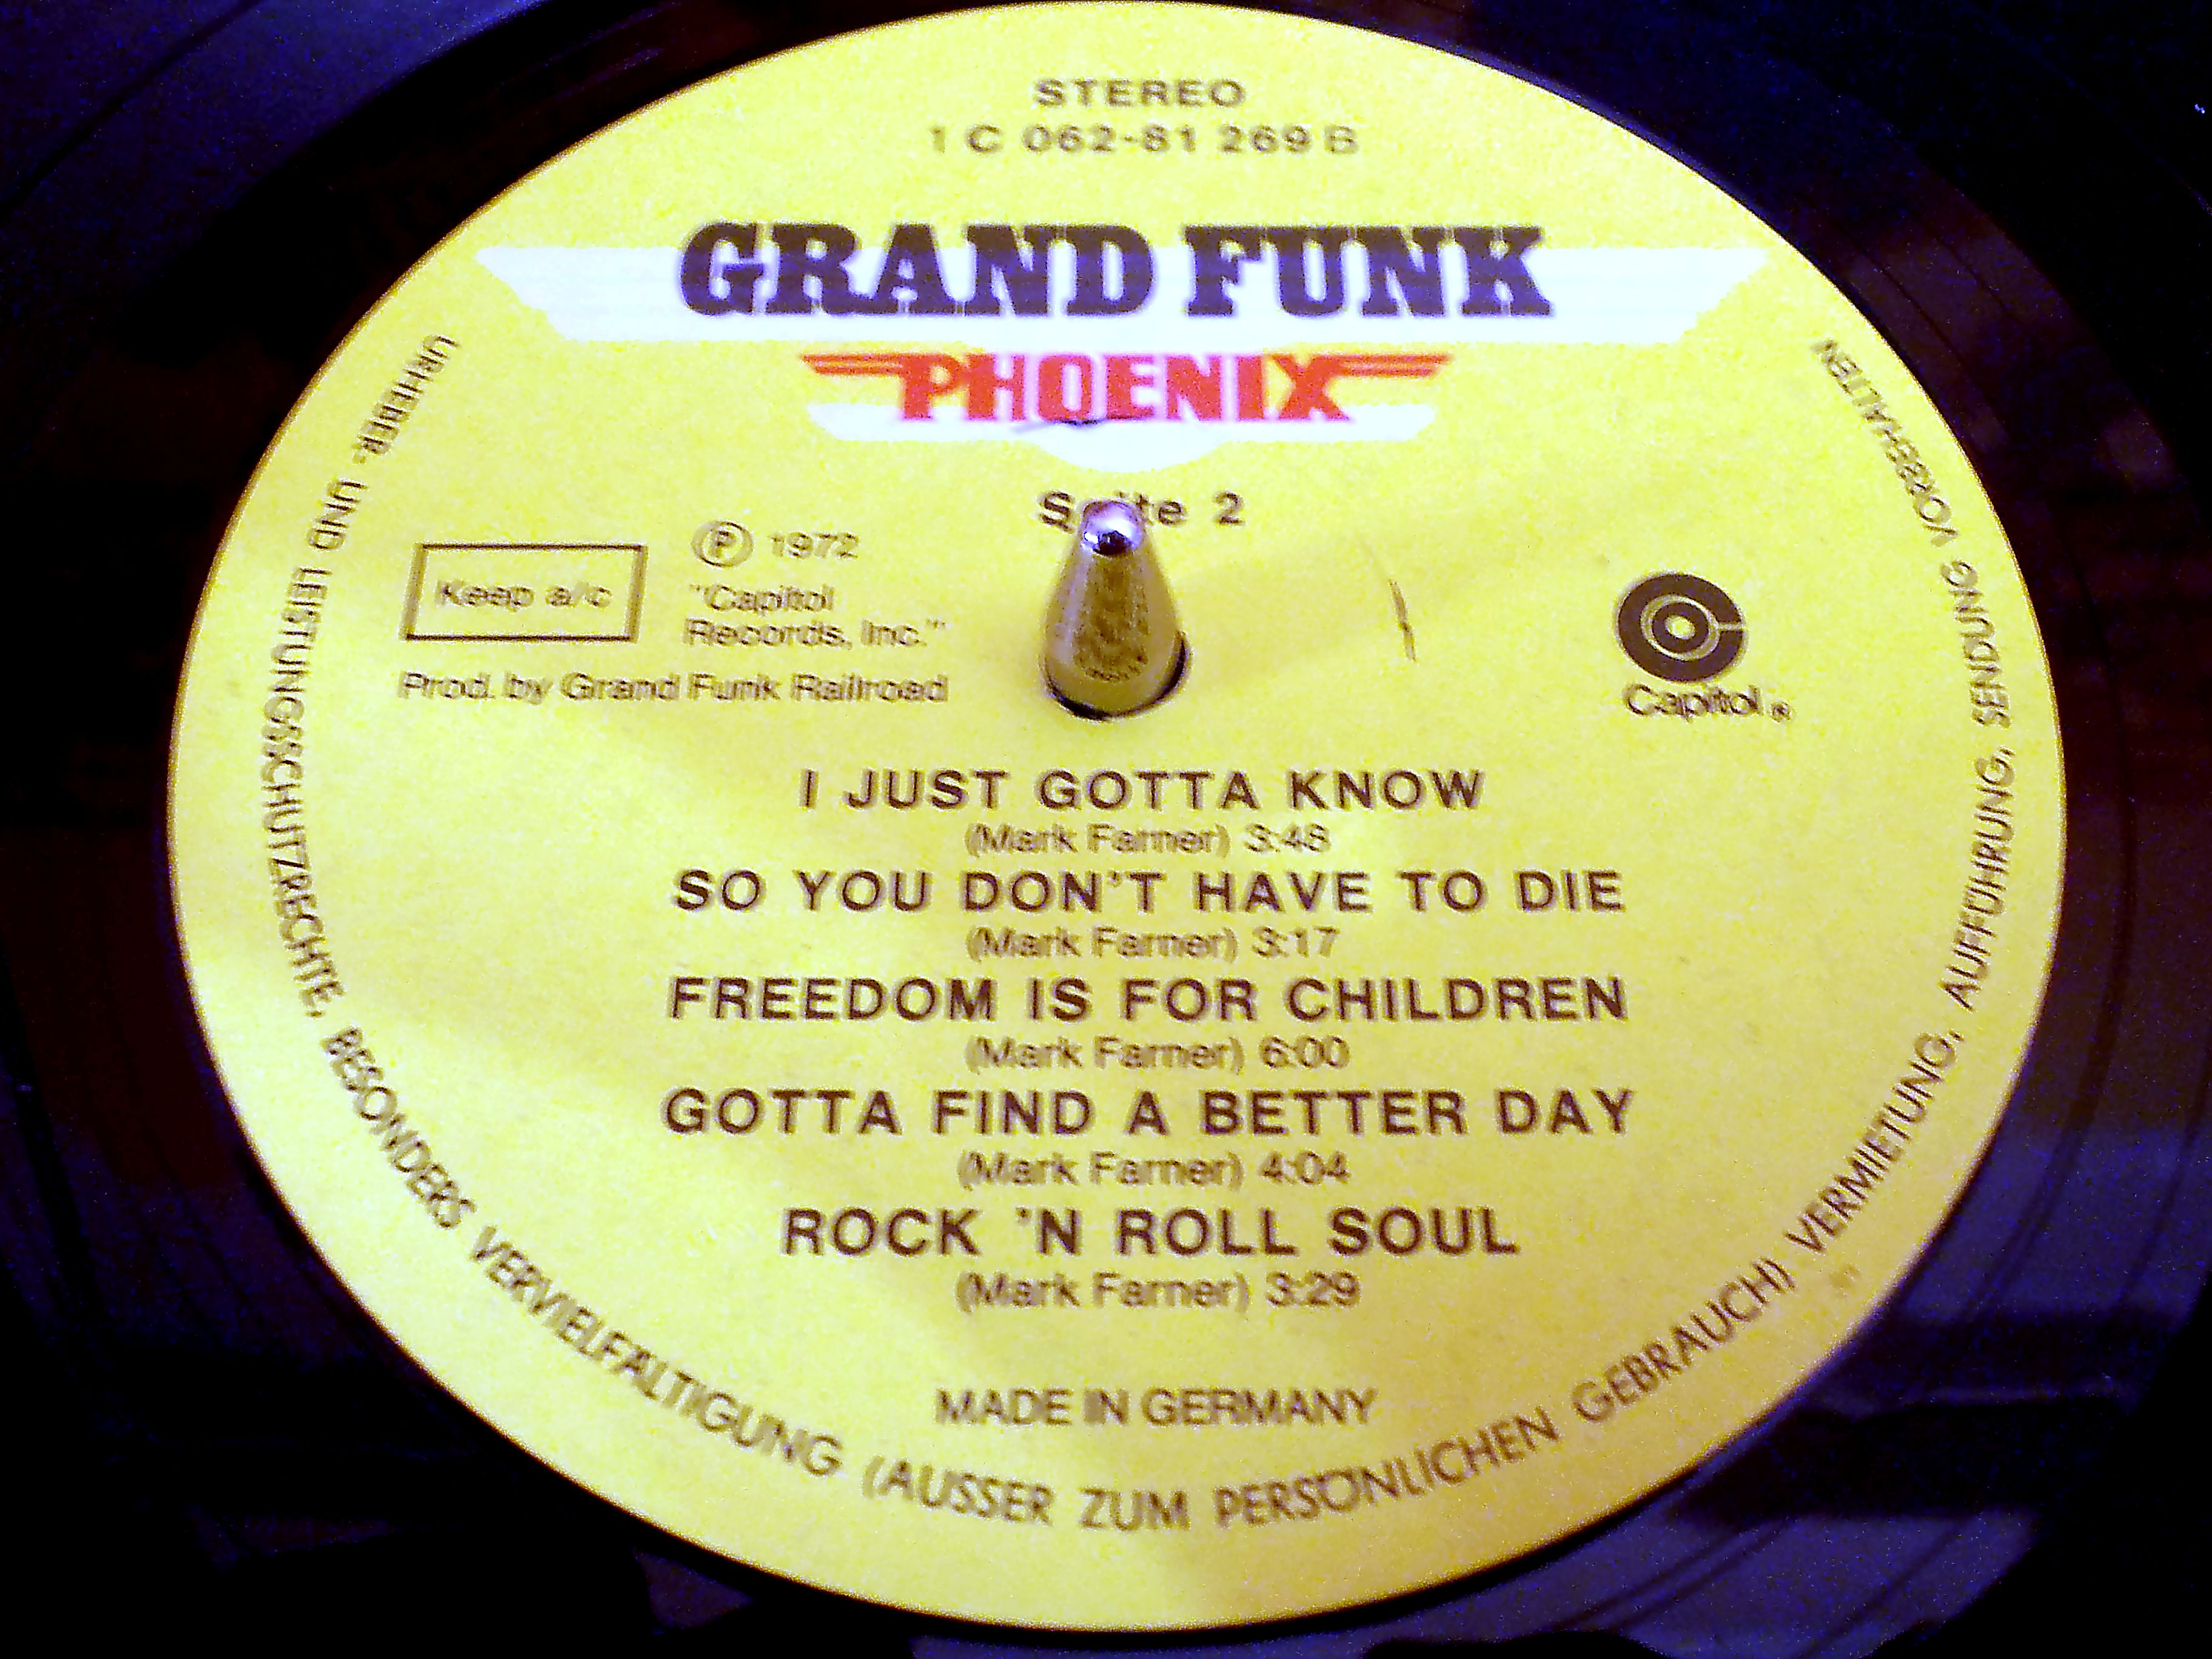 STEREO
1 C 062-81 269 B
GRAND FUNK
PHOENIX
Seite 2
Keep a/c
Ⓟ 1972
"Capitol
Records, Inc."
Prod. by Grand Funk Railroad
Capitol ®
I JUST GOTTA KNOW
(Mark Farner) 3:48
SO YOU DON'T HAVE TO DIE
(Mark Farner) 3:17
FREEDOM IS FOR CHILDREN
(Mark Farner) 6:00
GOTTA FIND A BETTER DAY
(Mark Farner) 4:04
ROCK 'N ROLL SOUL
(Mark Farner) 3:29
MADE IN GERMANY
URHEBER- UND LEISTUNGSSCHUTZRECHTE, BESONDERS VERVIELFÄLTIGUNG (AUSSER ZUM PERSÖNLICHEN GEBRAUCH) VERMIETUNG, AUFFÜHRUNG, SENDUNG VORBEHALTEN